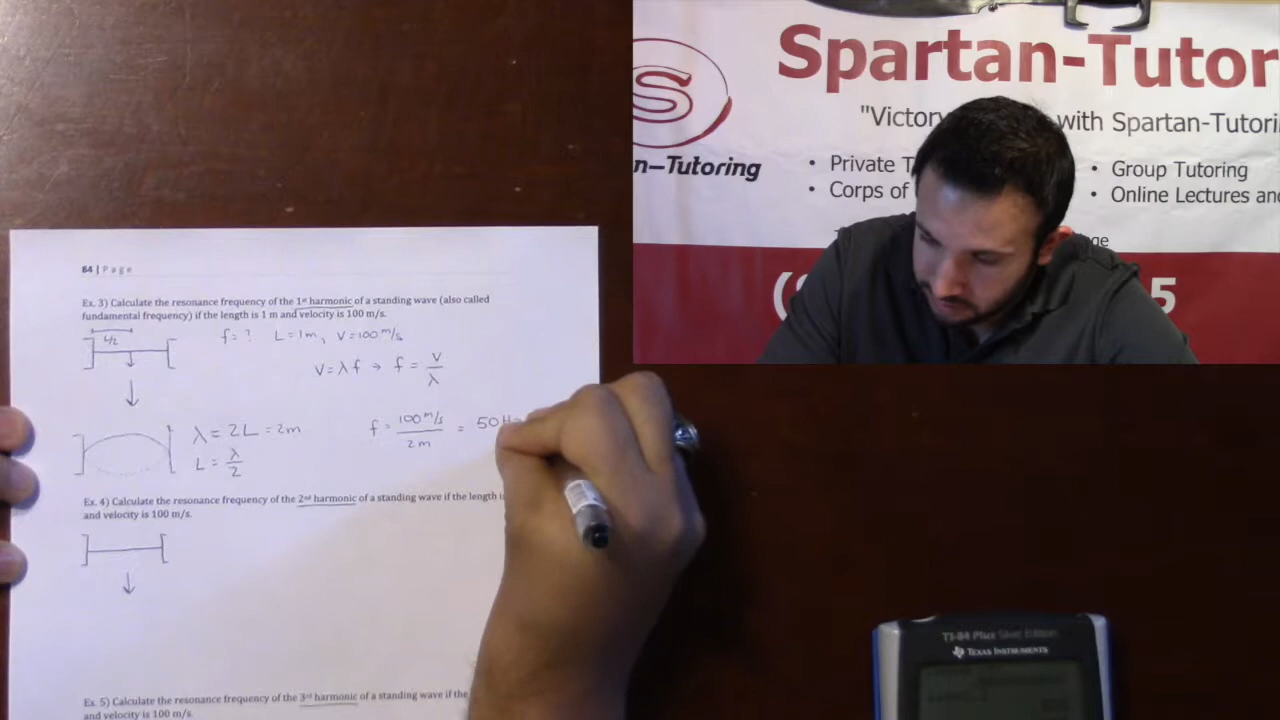 Spartan-Tutor
S
"Victory with Spartan-Tutori
n-Tutoring
• Private T
• Corps of
• Group Tutoring
• Online Lectures and
ge
(S
5
84 | Page
Ex. 3) Calculate the resonance frequency of the 1st harmonic of a standing wave (also called
fundamental frequency) if the length is 1 m and velocity is 100 m/s.
L/2
f = ? L = 1m, V = 100 m/s
V = λf → f = V/λ
λ = 2L = 2m
L = λ/2
f = 100 m/s / 2m = 50 H
Ex. 4) Calculate the resonance frequency of the 2nd harmonic of a standing wave if the length is
and velocity is 100 m/s.
Ex. 5) Calculate the resonance frequency of the 3rd harmonic of a standing wave if the
and velocity is 100 m/s.
TI-84 Plus Silver Edition
TEXAS INSTRUMENTS